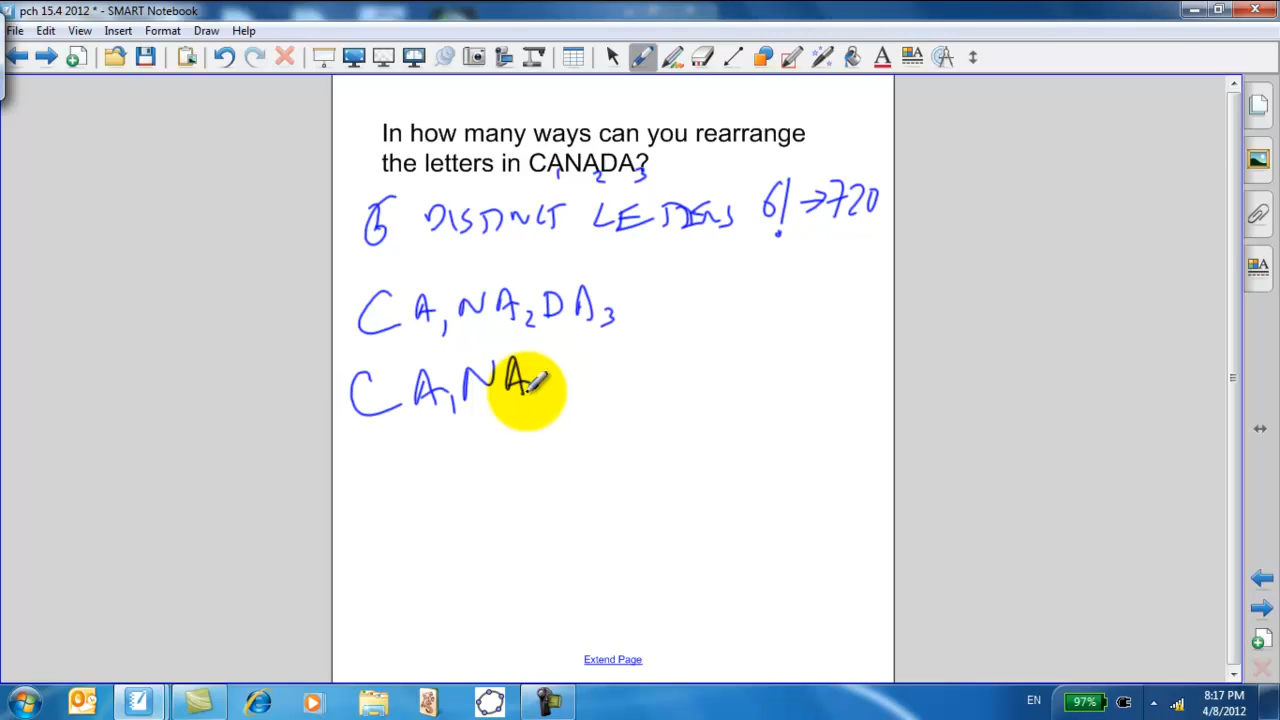 pch 15.4 2012 * - SMART Notebook
File Edit View Insert Format Draw Help
In how many ways can you rearrange
the letters in CANADA?
1 2 3
6 DISTINCT LETTERS 6! → 720
C A₁ N A₂ D A₃
C A₁ N A
Extend Page
EN 97% 8:17 PM
4/8/2012